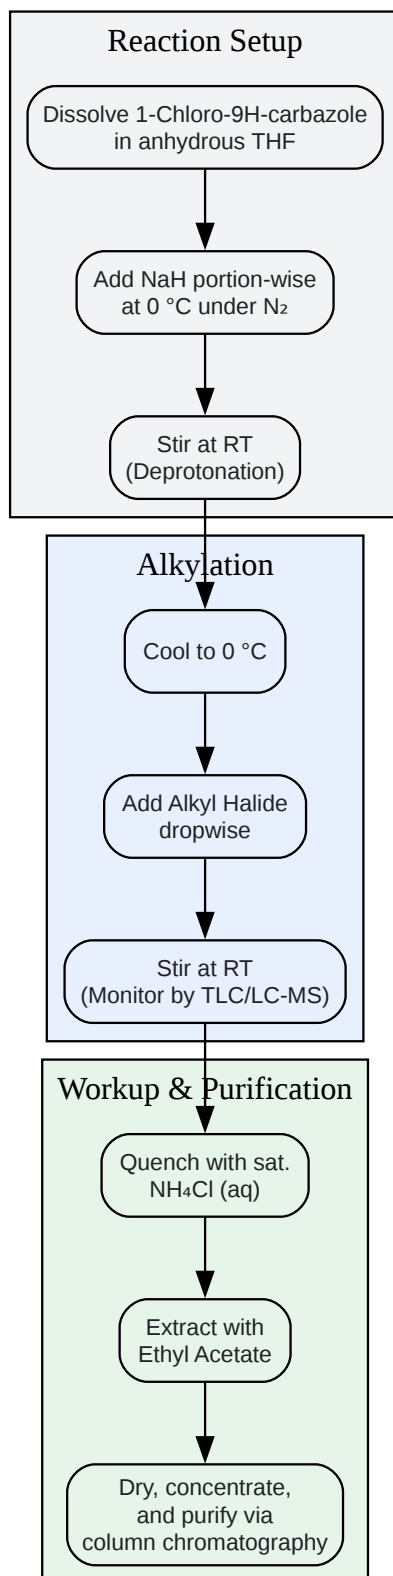 Reaction Setup
Dissolve 1-Chloro-9H-carbazole
in anhydrous THF
Add NaH portion-wise
at 0 °C under N₂
Stir at RT
(Deprotonation)
Alkylation
Cool to 0 °C
Add Alkyl Halide
dropwise
Stir at RT
(Monitor by TLC/LC-MS)
Workup & Purification
Quench with sat.
NH₄Cl (aq)
Extract with
Ethyl Acetate
Dry, concentrate,
and purify via
column chromatography